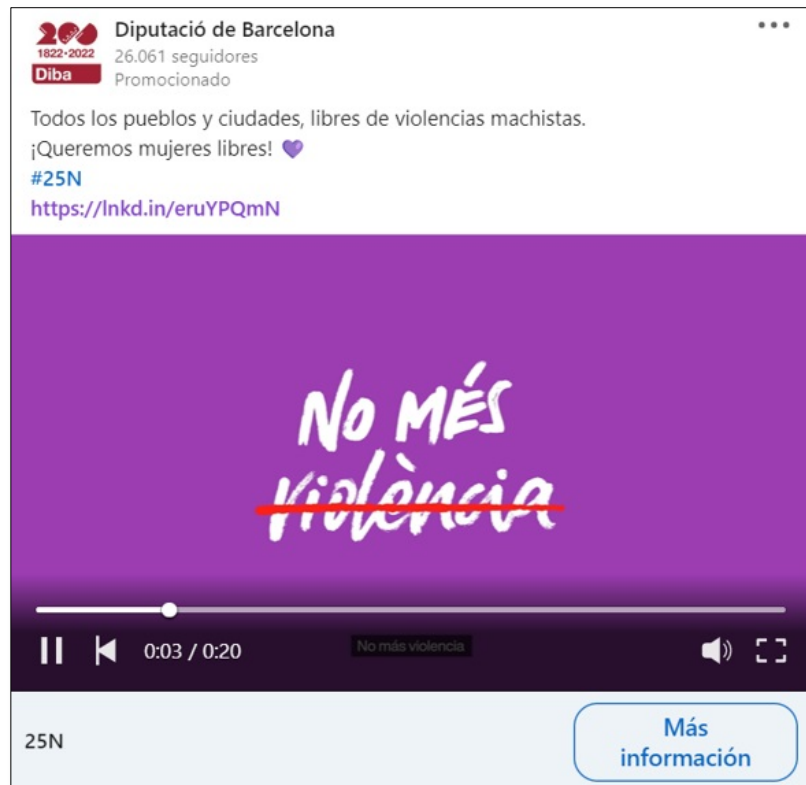 200
1822·2022
Diba
Diputació de Barcelona
26.061 seguidores
Promocionado
Todos los pueblos y ciudades, libres de violencias machistas.
¡Queremos mujeres libres! 💜
#25N
https://lnkd.in/eruYPQmN
No MÉS
violència
0:03 / 0:20
No más violencia
25N
Más
información